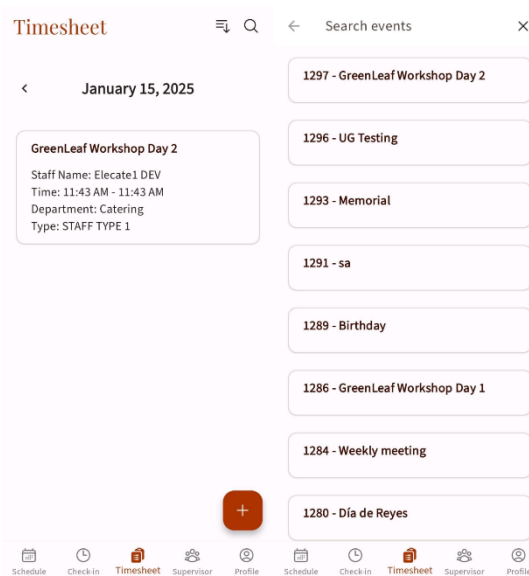 Timesheet
January 15, 2025
GreenLeaf Workshop Day 2
Staff Name: Elecate1 DEV
Time: 11:43 AM - 11:43 AM
Department: Catering
Type: STAFF TYPE 1
Schedule
Check-in
Timesheet
Supervisor
Profile
Search events
1297 - GreenLeaf Workshop Day 2
1296 - UG Testing
1293 - Memorial
1291 - sa
1289 - Birthday
1286 - GreenLeaf Workshop Day 1
1284 - Weekly meeting
1280 - Día de Reyes
Schedule
Check-in
Timesheet
Supervisor
Profile